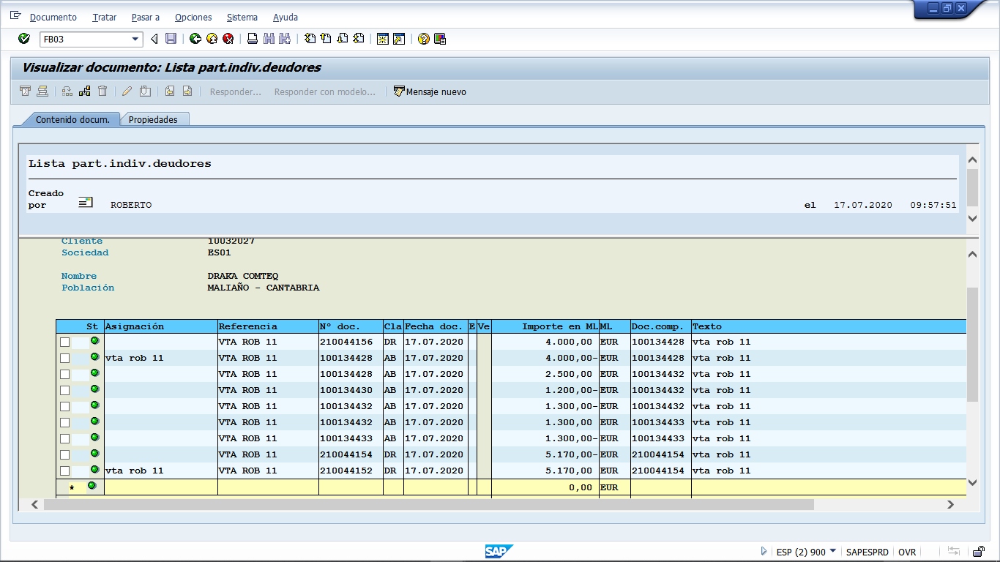 Documento Tratar Pasar a Opciones Sistema Ayuda
FB03
Visualizar documento: Lista part.indiv.deudores
Responder... Responder con modelo... Mensaje nuevo
Contenido docum. Propiedades
Lista part.indiv.deudores
Creado
por ROBERTO el 17.07.2020 09:57:51
Cliente 10032027
Sociedad ES01
Nombre DRAKA COMTEQ
Población MALIAÑO - CANTABRIA
St Asignación Referencia Nº doc. Cla Fecha doc. E Ve Importe en ML ML Doc.comp. Texto
VTA ROB 11 210044156 DR 17.07.2020 4.000,00 EUR 100134428 vta rob 11
vta rob 11 VTA ROB 11 100134428 AB 17.07.2020 4.000,00- EUR 100134428 vta rob 11
VTA ROB 11 100134428 AB 17.07.2020 2.500,00 EUR 100134432 vta rob 11
VTA ROB 11 100134430 AB 17.07.2020 1.200,00- EUR 100134432 vta rob 11
VTA ROB 11 100134432 AB 17.07.2020 1.300,00- EUR 100134432 vta rob 11
VTA ROB 11 100134432 AB 17.07.2020 1.300,00 EUR 100134433 vta rob 11
VTA ROB 11 100134433 AB 17.07.2020 1.300,00- EUR 100134433 vta rob 11
VTA ROB 11 210044154 DR 17.07.2020 5.170,00- EUR 210044154 vta rob 11
vta rob 11 VTA ROB 11 210044152 DR 17.07.2020 5.170,00 EUR 210044154 vta rob 11
* 0,00 EUR
SAP ESP (2) 900 SAPESPRD OVR